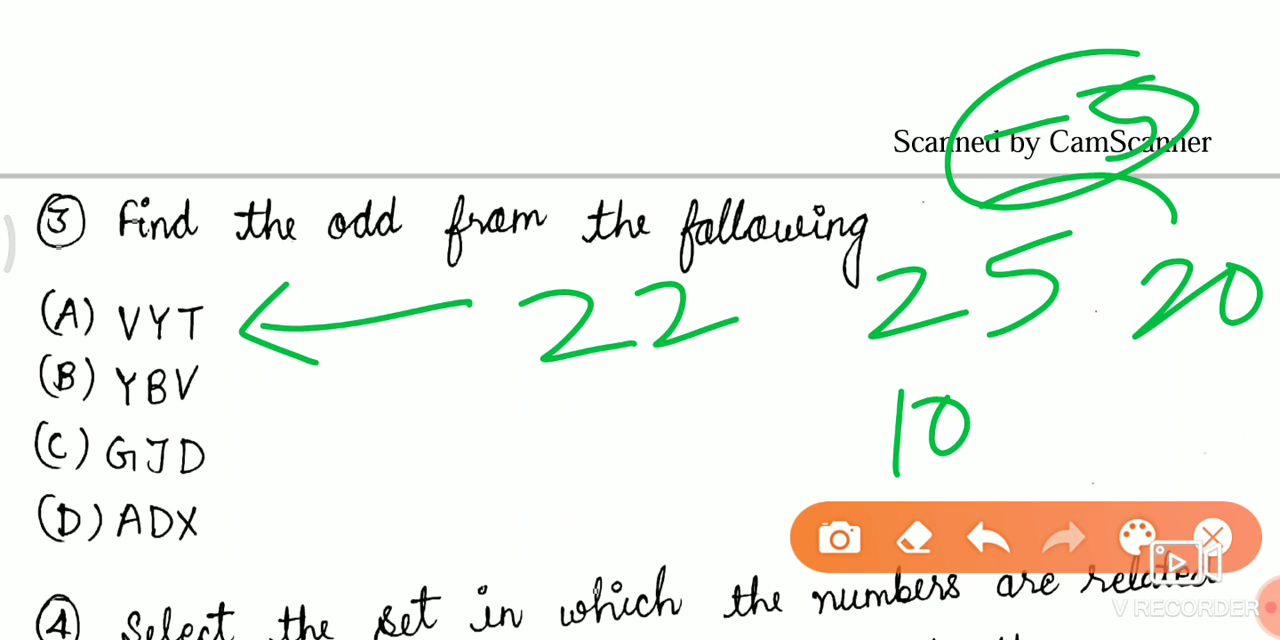 - 5
Scanned by CamScanner
③ Find the odd from the following
(A) VYT 22 25 20
(B) YBV
10
(C) GJD
(D) ADX
④ Select the set in which the numbers are related
V RECORDER